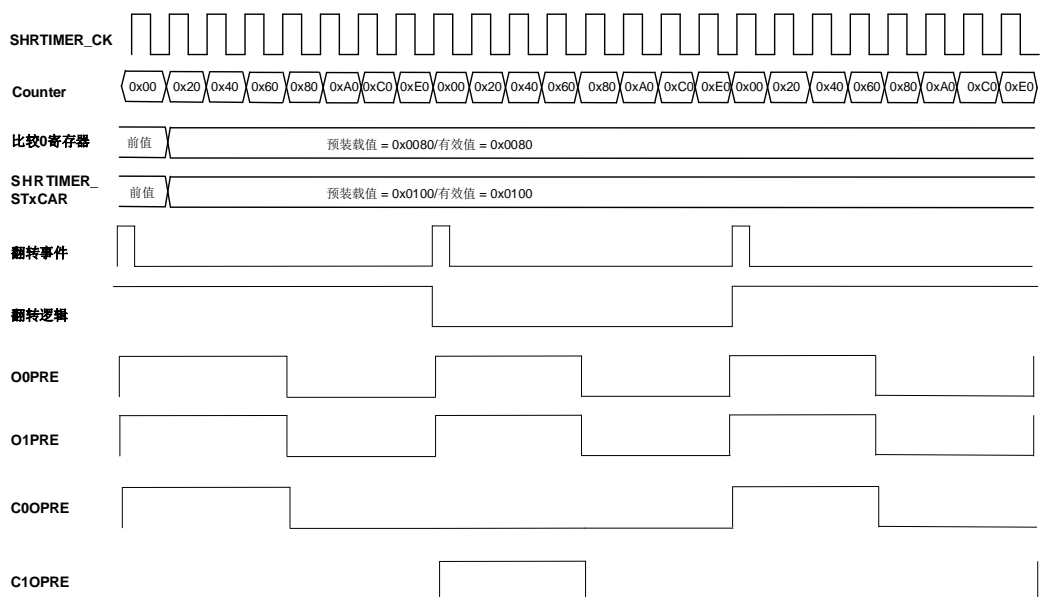 SHRTIMER_CK
Counter 0x00 0x20 0x40 0x60 0x80 0xA0 0xC0 0xE0 0x00 0x20 0x40 0x60 0x80 0xA0 0xC0 0xE0 0x00 0x20 0x40 0x60 0x80 0xA0 0xC0 0xE0
比较0寄存器 前值 预装载值 = 0x0080/有效值 = 0x0080
SHRTIMER_
STxCAR 前值 预装载值 = 0x0100/有效值 = 0x0100
翻转事件
翻转逻辑
O0PRE
O1PRE
C0OPRE
C1OPRE